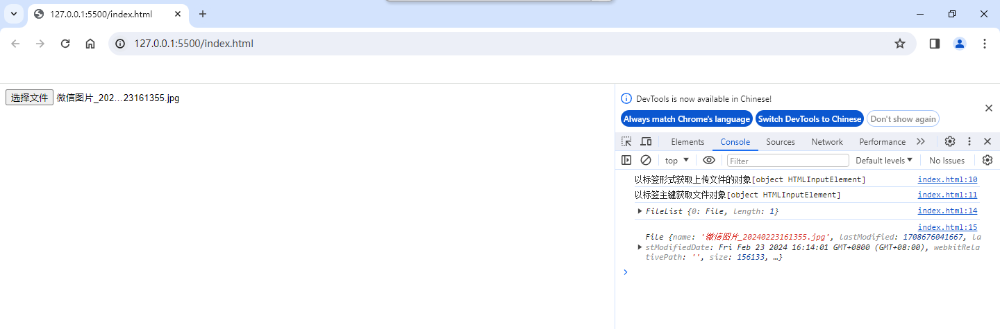 127.0.0.1:5500/index.html
127.0.0.1:5500/index.html
选择文件 微信图片_202...23161355.jpg
DevTools is now available in Chinese!
Always match Chrome's language Switch DevTools to Chinese Don't show again
Elements Console Sources Network Performance
top Filter Default levels No Issues
以标签形式获取上传文件的对象[object HTMLInputElement] index.html:10
以标签主键获取文件对象[object HTMLInputElement] index.html:11
FileList {0: File, length: 1} index.html:14
index.html:15
File {name: '微信图片_20240223161355.jpg', lastModified: 1708676041667, la
stModifiedDate: Fri Feb 23 2024 16:14:01 GMT+0800 (GMT+08:00), webkitRela
tivePath: '', size: 156133, …}